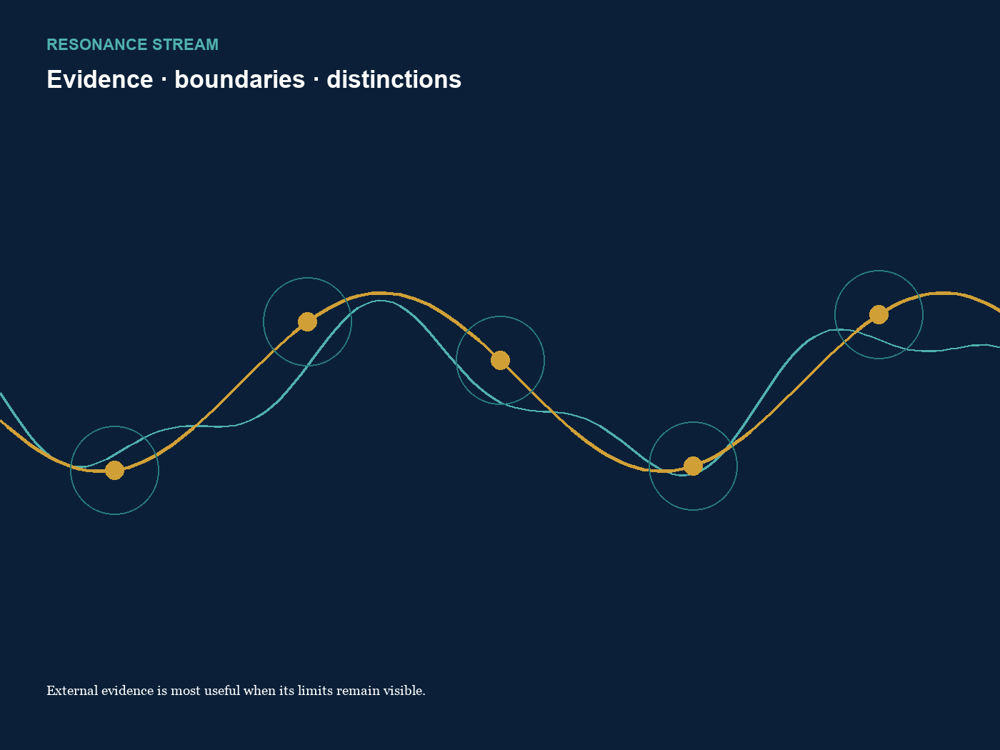 RESONANCE STREAM
Evidence · boundaries · distinctions
External evidence is most useful when its limits remain visible.